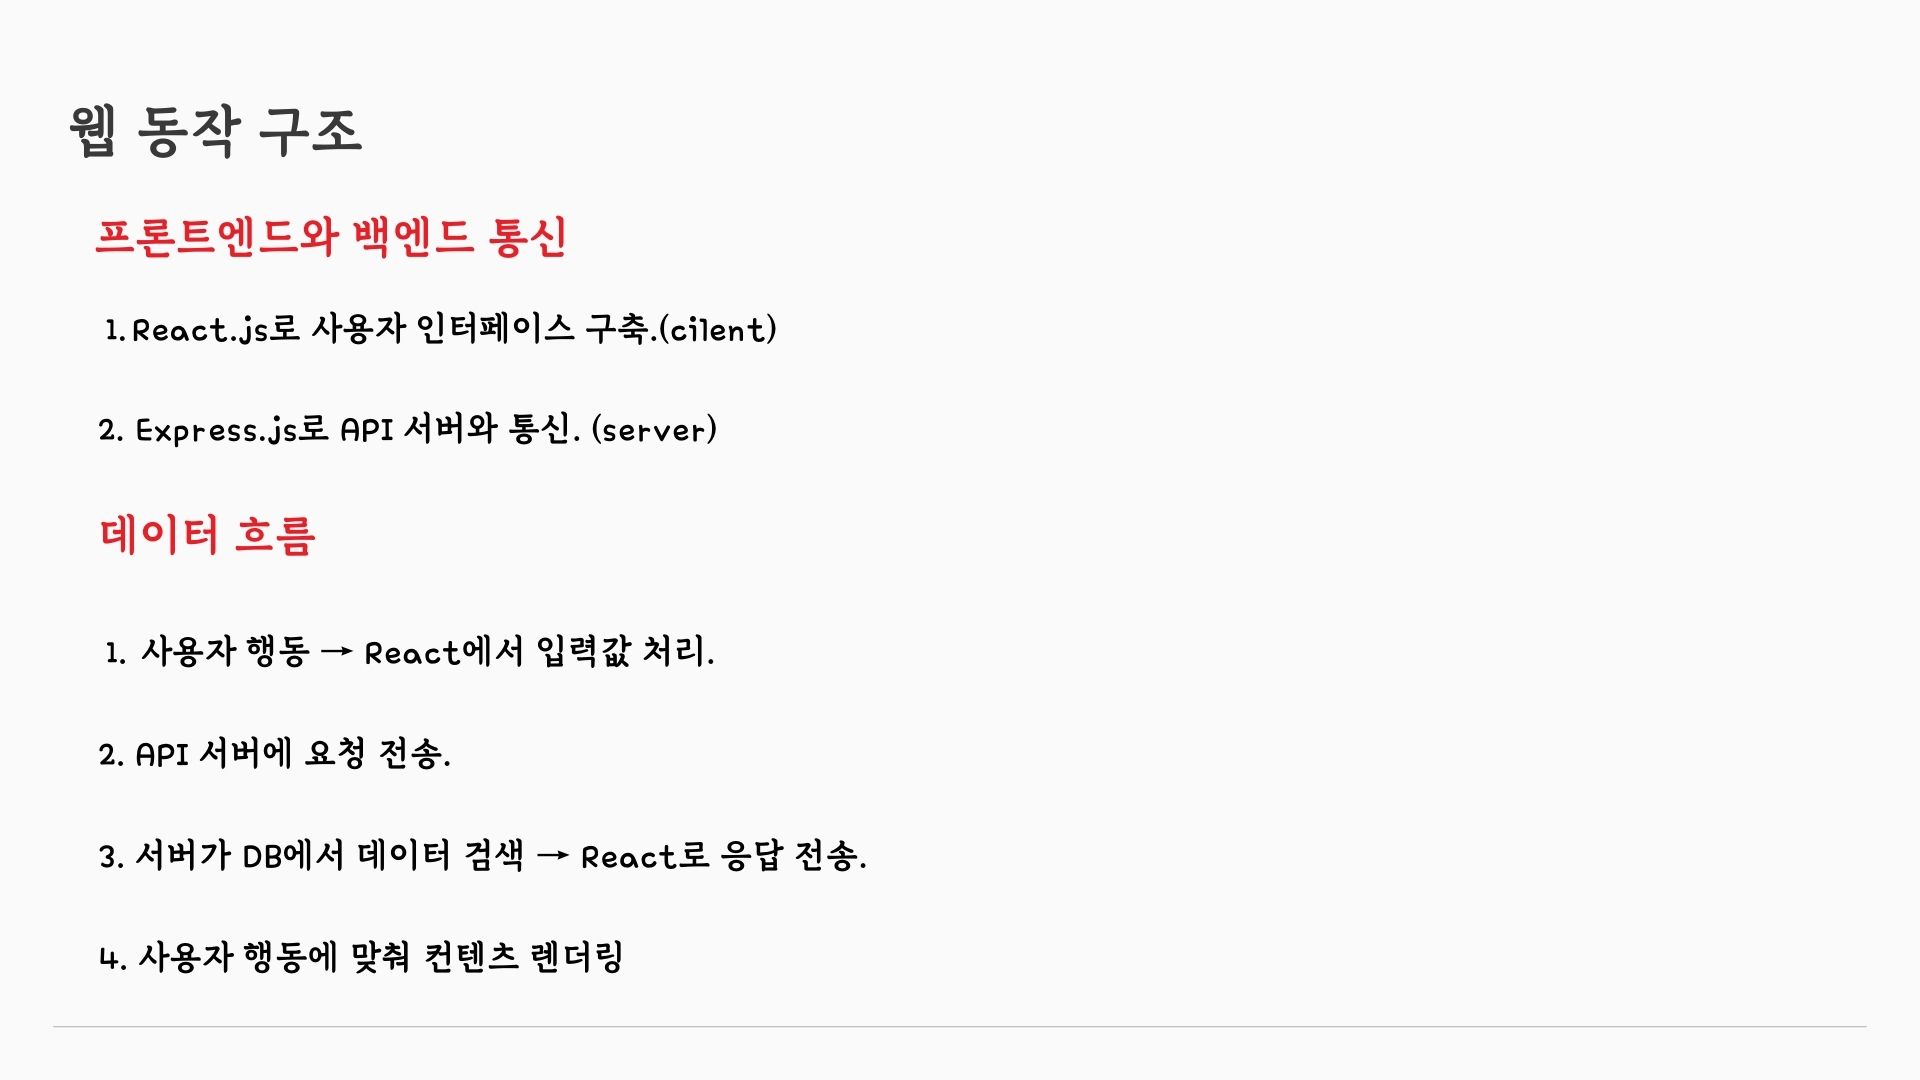 웹 동작 구조
프론트엔드와 백엔드 통신
1. React.js로 사용자 인터페이스 구축.(cilent)
2. Express.js로 API 서버와 통신. (server)
데이터 흐름
1. 사용자 행동 → React에서 입력값 처리.
2. API 서버에 요청 전송.
3. 서버가 DB에서 데이터 검색 → React로 응답 전송.
4. 사용자 행동에 맞춰 컨텐츠 렌더링